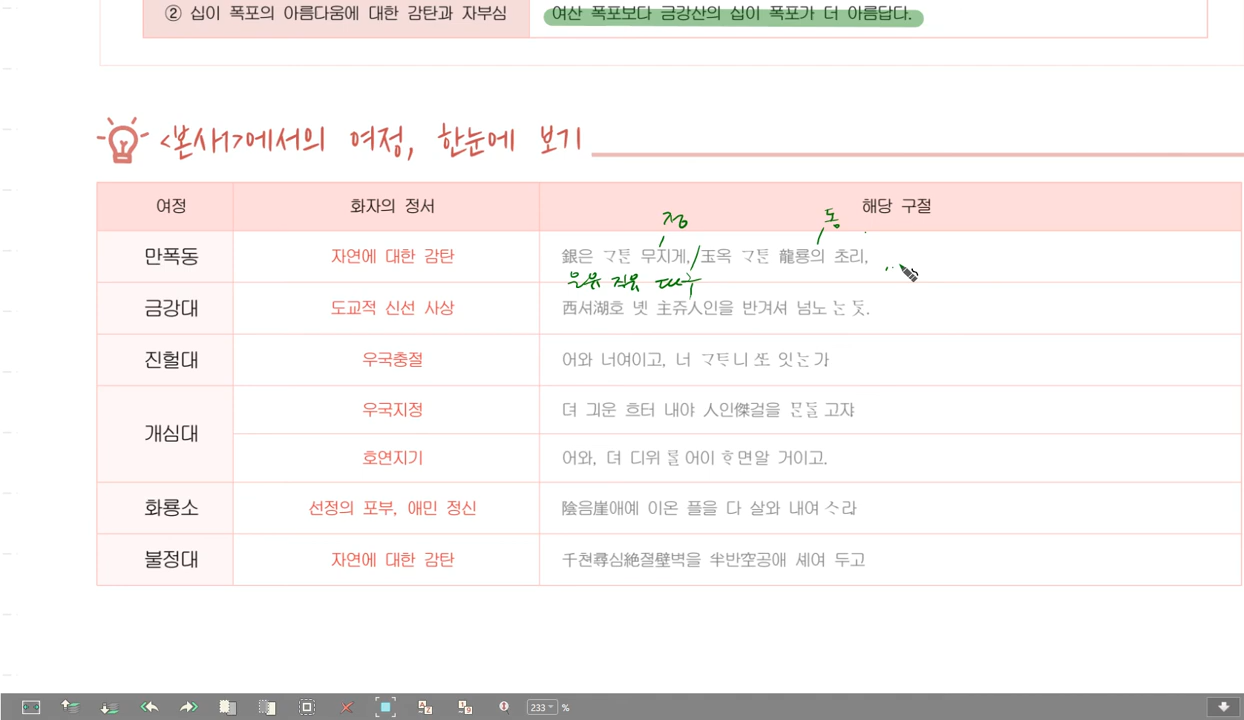 ② 십이 폭포의 아름다움에 대한 감탄과 자부심 여산 폭포보다 금강산의 십이 폭포가 더 아름답다.
<본사1>에서의 여정, 한눈에 보기
여정 화자의 정서 해당 구절
정 동
만폭동 자연에 대한 감탄 銀은 ᄀᆞᄐᆞᆫ 무지게, 玉옥 ᄀᆞᄐᆞᆫ 龍룡의 초리,
은유 직유 대구
금강대 도교적 신선 사상 西셔湖호 녯 主쥬人인을 반겨셔 넘노ᄂᆞᆫ ᄃᆞᆺ.
진헐대 우국충절 어와 너여이고, 너 ᄀᆞᄐᆞ니 ᄯᅩ 잇ᄂᆞᆫ가
개심대 우국지정 뎌 긔운 흐터 내야 人인傑걸을 ᄆᆞᆫᄃᆞᆯ고쟈
호연지기 어와, 뎌 디위ᄅᆞᆯ 어이ᄒᆞ면 알 거이고.
화룡소 선정의 포부, 애민 정신 陰음崖애예 이온 플을 다 살와 내여ᄉᆞ라
불정대 자연에 대한 감탄 千쳔尋심絶졀壁벽을 半반空공애 셰여 두고
233 %